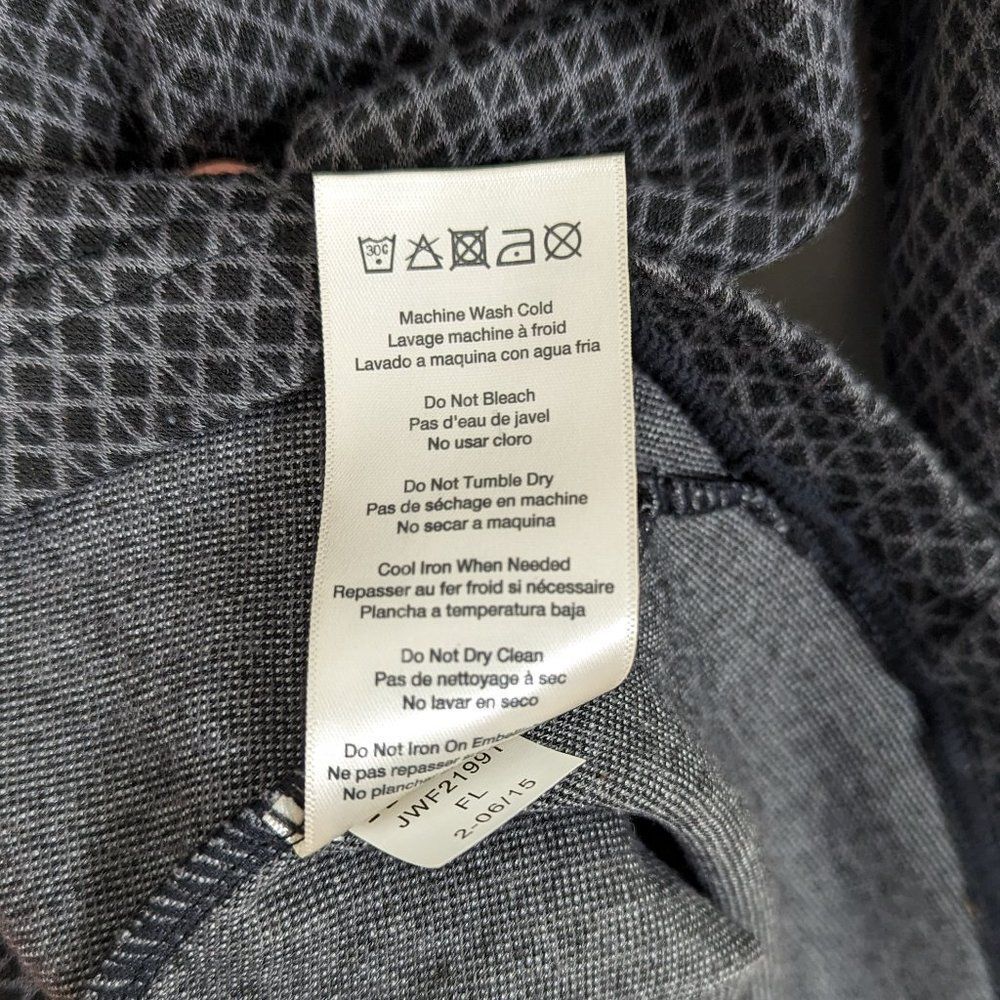 30C
Machine Wash Cold
Lavage machine à froid
Lavado a maquina con agua fria
Do Not Bleach
Pas d'eau de javel
No usar cloro
Do Not Tumble Dry
Pas de séchage en machine
No secar a maquina
Cool Iron When Needed
Repasser au fer froid si nécessaire
Plancha a temperatura baja
Do Not Dry Clean
Pas de nettoyage à sec
No lavar en seco
Do Not Iron On
Ne pas repasser
No
JWF21991
FL
2-06/15